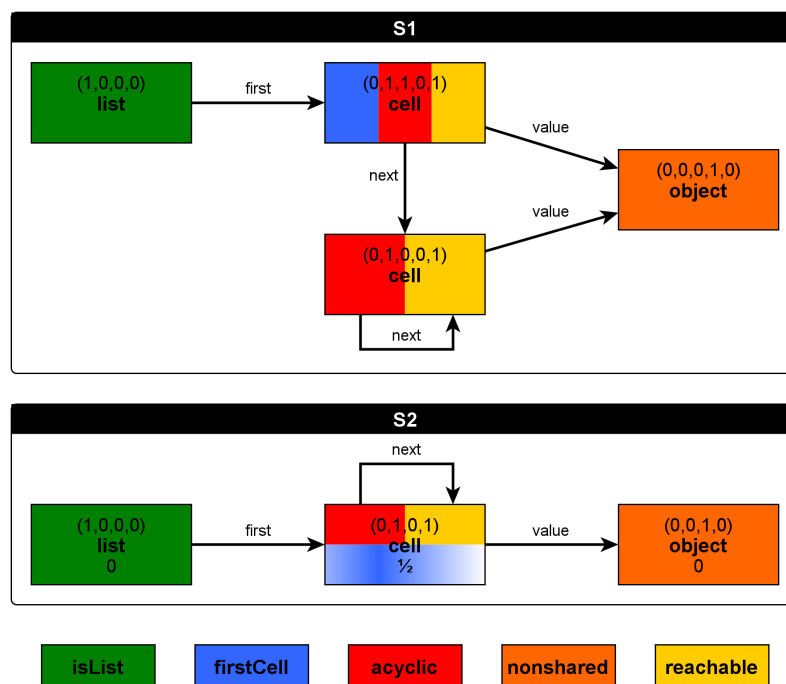 S1
(1,0,0,0)
list
first
(0,1,1,0,1)
cell
value
next
(0,0,0,1,0)
object
value
(0,1,0,0,1)
cell
next
S2
next
(1,0,0,0)
list
0
first
(0,1,0,1)
cell
½
value
(0,0,1,0)
object
0
isList
firstCell
acyclic
nonshared
reachable